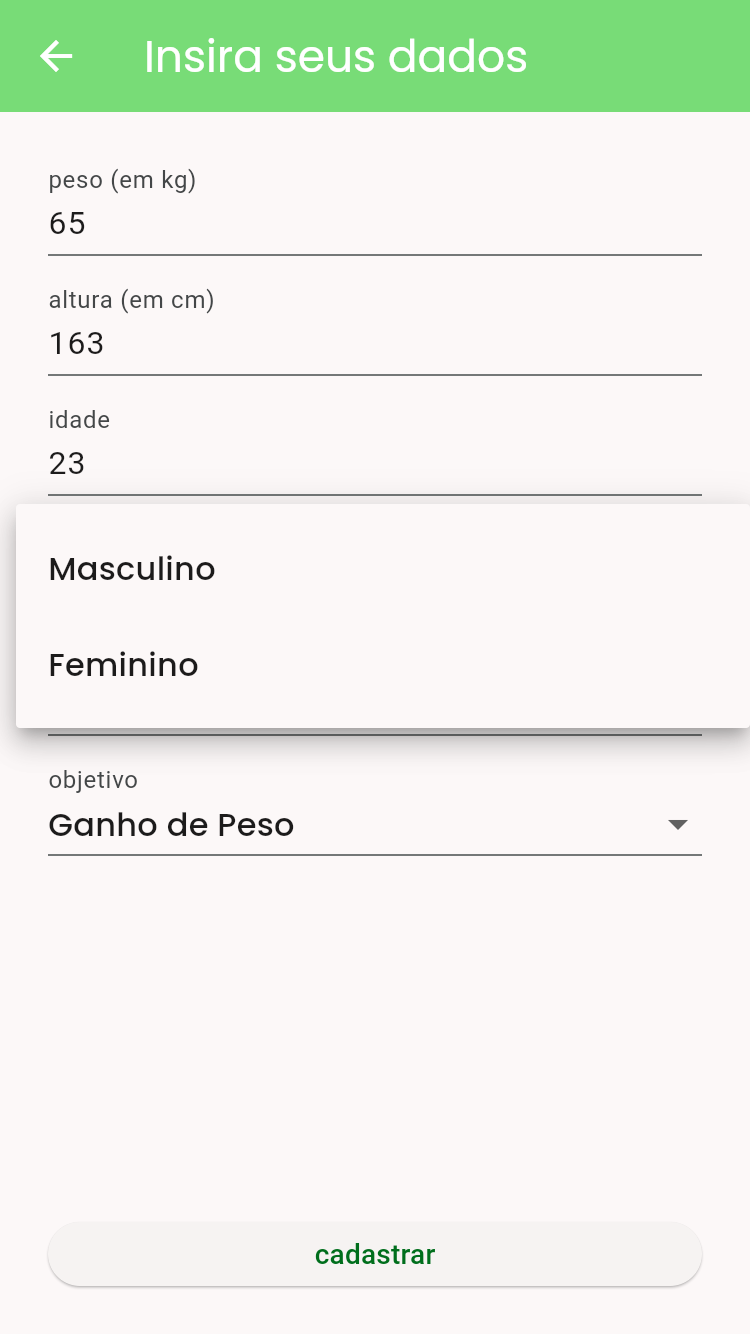 Insira seus dados
peso (em kg)
65
altura (em cm)
163
idade
23
Masculino
Feminino
objetivo
Ganho de Peso
cadastrar